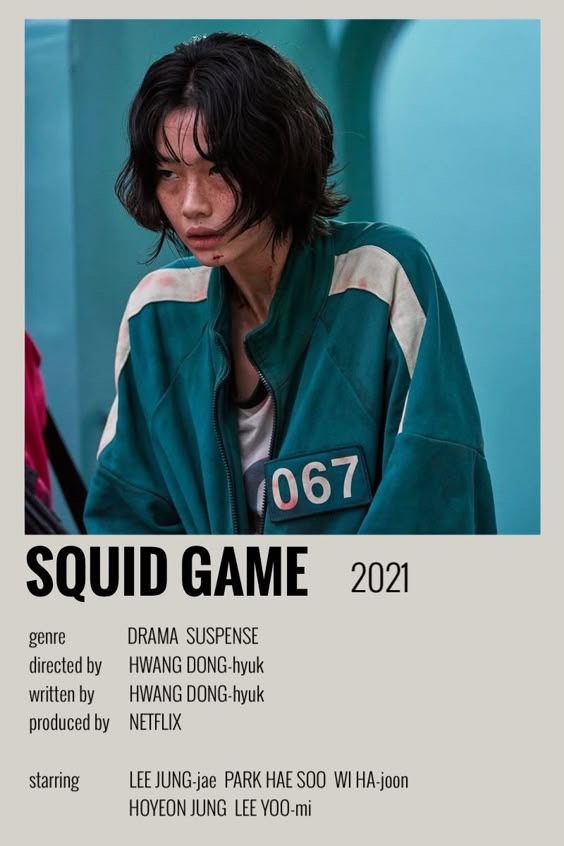 067
SQUID GAME 2021
genre DRAMA SUSPENSE
directed by HWANG DONG-hyuk
written by HWANG DONG-hyuk
produced by NETFLIX
starring LEE JUNG-jae PARK HAE SOO WI HA-joon
HOYEON JUNG LEE YOO-mi